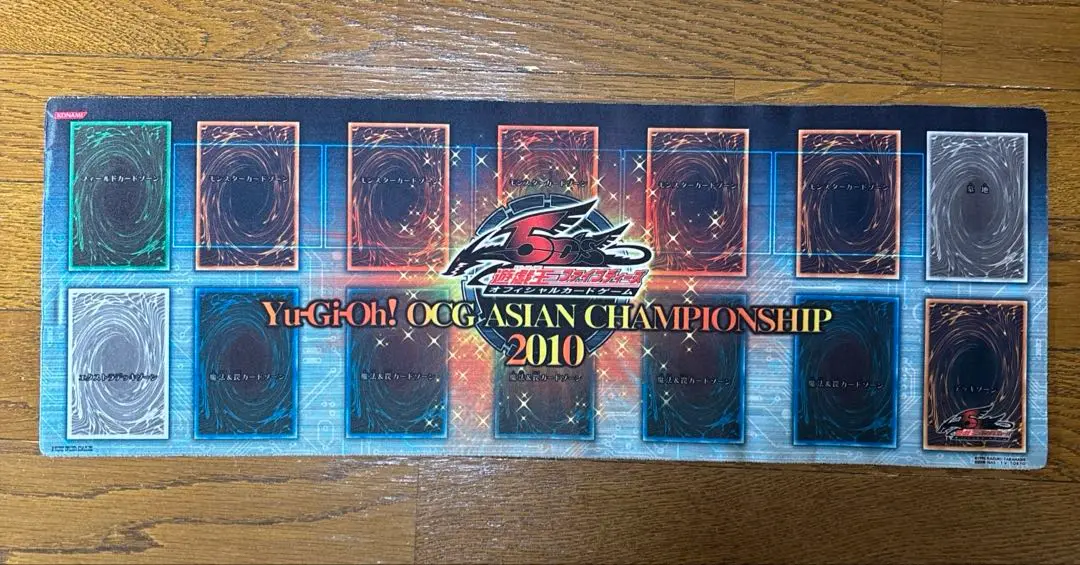 KONAMI
フィールドカードゾーン
モンスターカードゾーン
モンスターカードゾーン
モンスターカードゾーン
モンスターカードゾーン
モンスターカードゾーン
墓地
5D's
遊戯王ファイブディーズ
オフィシャルカードゲーム
Yu-Gi-Oh! OCG ASIAN CHAMPIONSHIP
2010
エクストラデッキゾーン
魔法&罠カードゾーン
魔法&罠カードゾーン
魔法&罠カードゾーン
魔法&罠カードゾーン
魔法&罠カードゾーン
デッキゾーン
NOT FOR SALE
©1996 KAZUKI TAKAHASHI